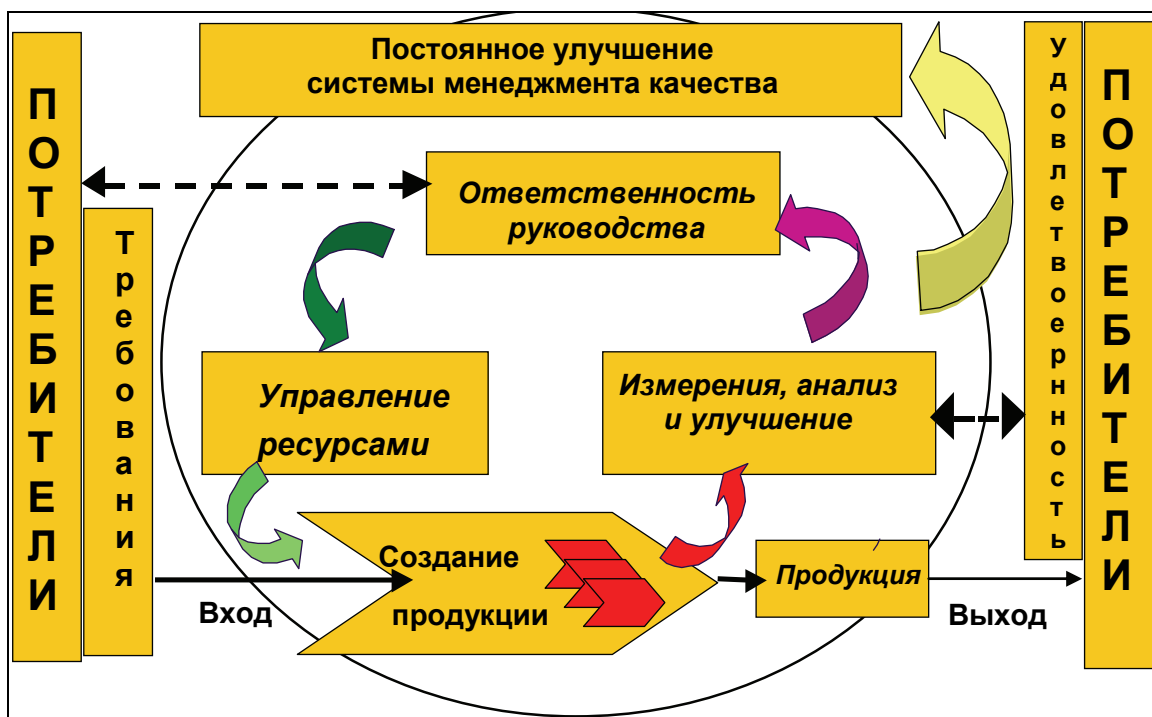 ПОТРЕБИТЕЛИ
Требования
Постоянное улучшение
системы менеджмента качества
Ответственность
руководства
Управление
ресурсами
Измерения, анализ
и улучшение
Создание
продукции
Продукция
Вход
Выход
Удовлетвоернность
ПОТРЕБИТЕЛИ